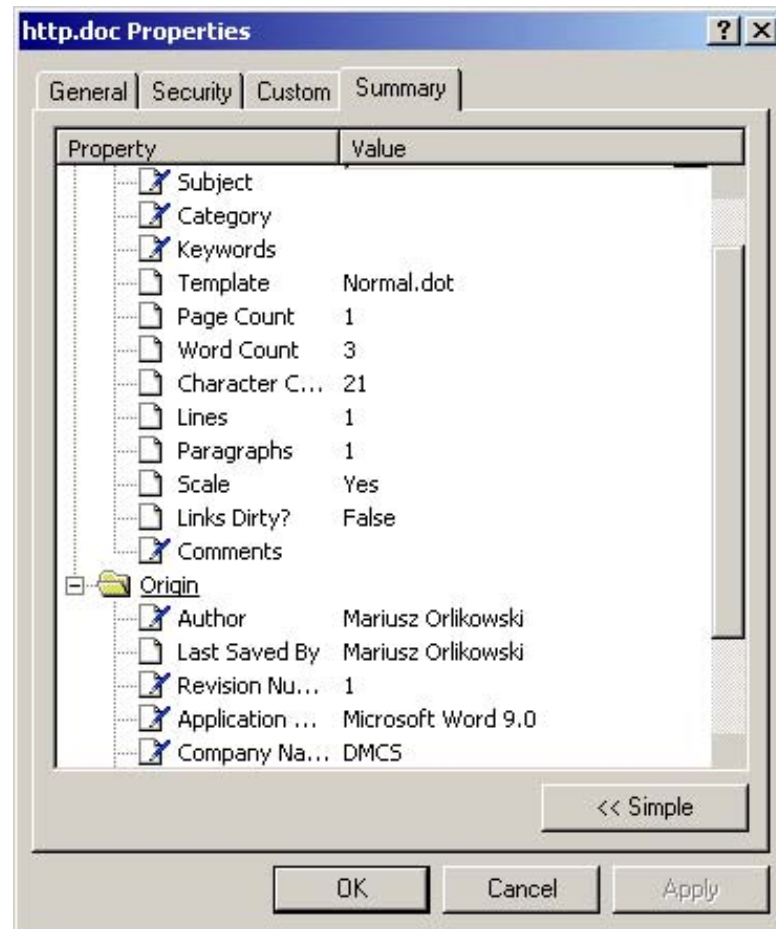 http.doc Properties
General Security Custom Summary
Property Value
Subject
Category
Keywords
Template Normal.dot
Page Count 1
Word Count 3
Character C... 21
Lines 1
Paragraphs 1
Scale Yes
Links Dirty? False
Comments
Origin
Author Mariusz Orlikowski
Last Saved By Mariusz Orlikowski
Revision Nu... 1
Application ... Microsoft Word 9.0
Company Na... DMCS
<< Simple
OK Cancel Apply